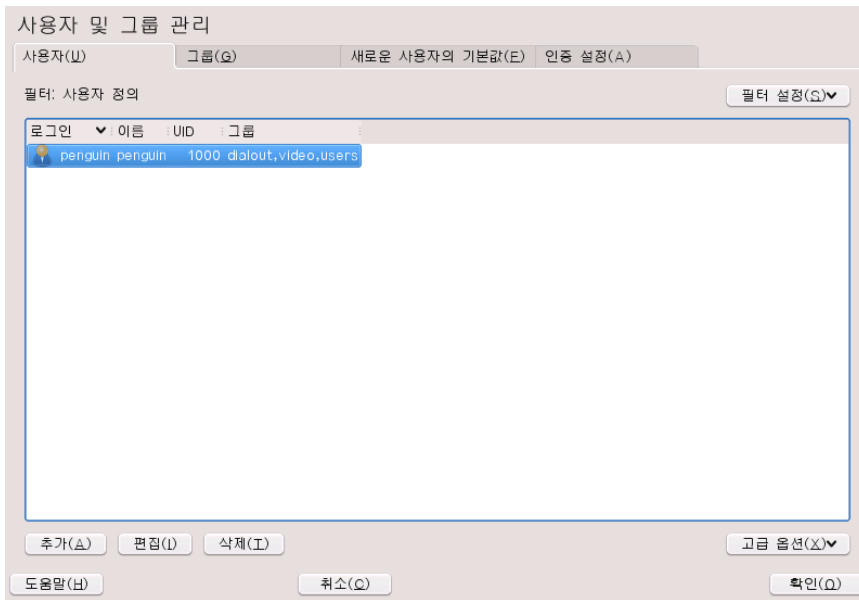 사용자 및 그룹 관리
사용자(U) 그룹(G) 새로운 사용자의 기본값(E) 인증 설정(A)
필터: 사용자 정의 필터 설정(S)
로그인 이름 UID 그룹
penguin penguin 1000 dialout,video,users
추가(A) 편집(I) 삭제(T) 고급 옵션(X)
도움말(H) 취소(C) 확인(O)